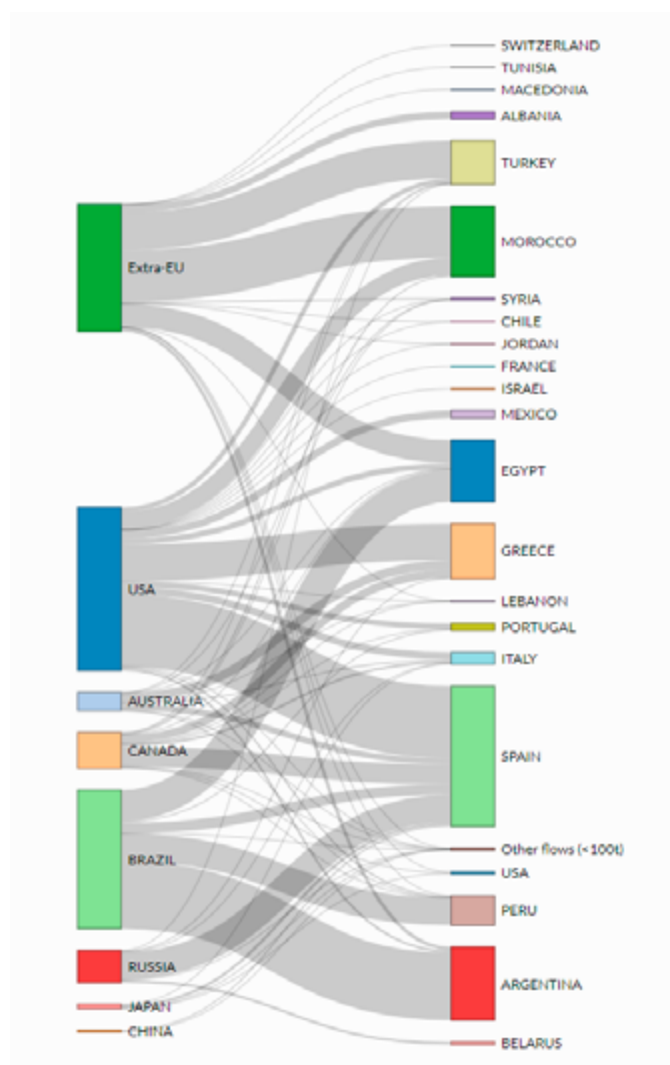 SWITZERLAND
TUNISIA
MACEDONIA
ALBANIA
TURKEY
Extra-EU
MOROCCO
SYRIA
CHILE
JORDAN
FRANCE
ISRAEL
MEXICO
EGYPT
GREECE
USA
LEBANON
PORTUGAL
ITALY
AUSTRALIA
CANADA
SPAIN
Other flows (<100t)
BRAZIL
USA
PERU
RUSSIA
ARGENTINA
JAPAN
CHINA
BELARUS